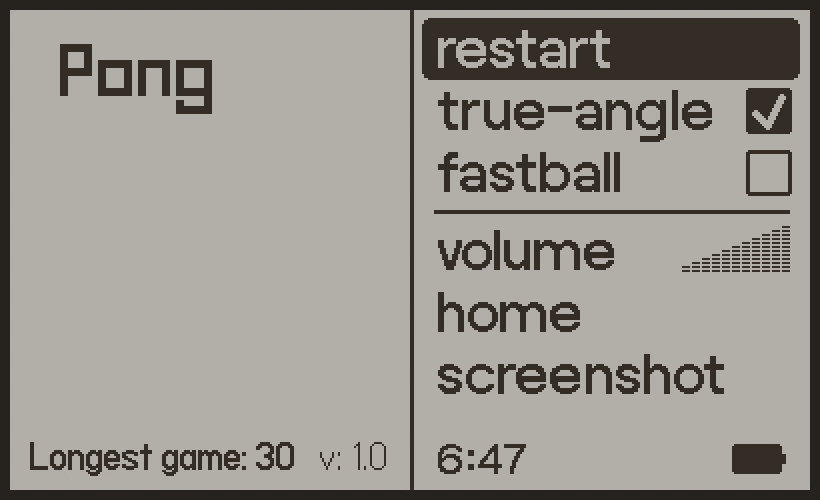 Pong
Longest game: 30 v: 1.0
restart
true-angle
fastball
volume
home
screenshot
6:47